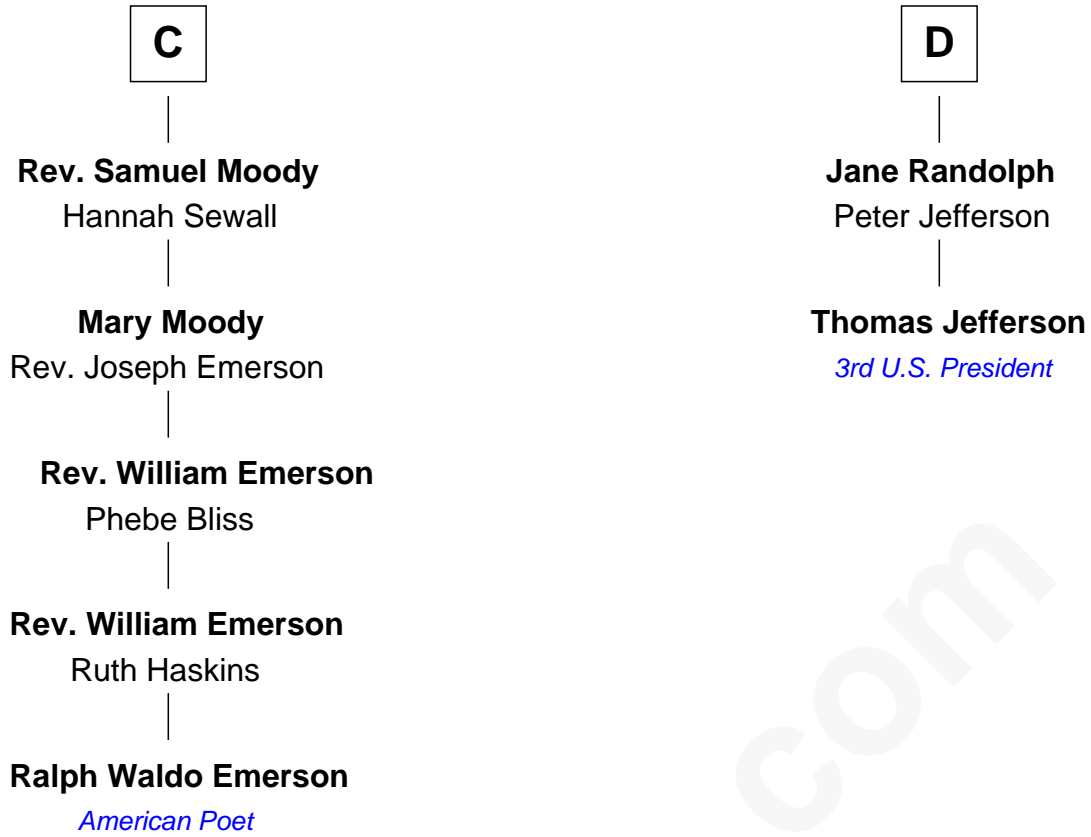 C
Rev. Samuel Moody
Hannah Sewall
Mary Moody
Rev. Joseph Emerson
Rev. William Emerson
Phebe Bliss
Rev. William Emerson
Ruth Haskins
Ralph Waldo Emerson
American Poet
D
Jane Randolph
Peter Jefferson
Thomas Jefferson
3rd U.S. President
com